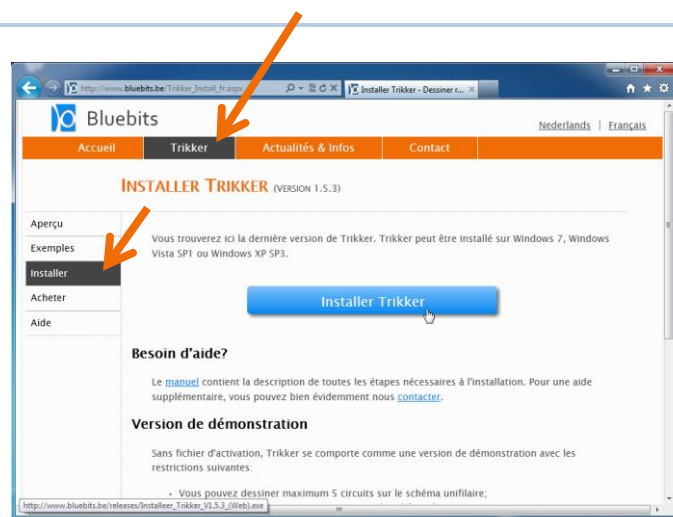 http://www.bluebits.be/Trikker_Install_fr.aspx
Installer Trikker - Dessiner r...
Bluebits
Nederlands | Français
Accueil Trikker Actualités & Infos Contact
INSTALLER TRIKKER (VERSION 1.5.3)
Aperçu
Exemples
Installer
Acheter
Aide
Vous trouverez ici la dernière version de Trikker. Trikker peut être installé sur Windows 7, Windows
Vista SP1 ou Windows XP SP3.
Installer Trikker
Besoin d'aide?
Le manuel contient la description de toutes les étapes nécessaires à l'installation. Pour une aide
supplémentaire, vous pouvez bien évidemment nous contacter.
Version de démonstration
Sans fichier d'activation, Trikker se comporte comme une version de démonstration avec les
restrictions suivantes:
• Vous pouvez dessiner maximum 5 circuits sur le schéma unifilaire;
http://www.bluebits.be/releases/Installeer_Trikker_V1.5.3_(Web).exe